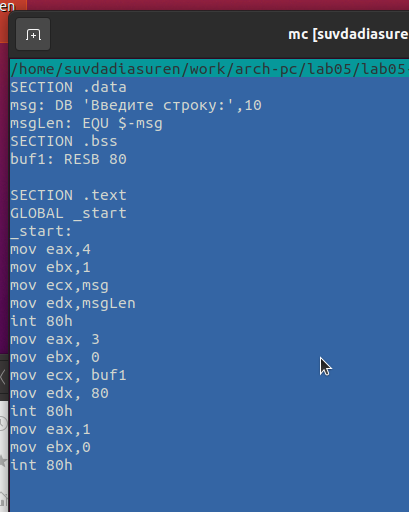 en
mc [suvdadiasure
/home/suvdadiasuren/work/arch-pc/lab05/lab05-
SECTION .data
msg: DB 'Введите строку:',10
msgLen: EQU $-msg
SECTION .bss
buf1: RESB 80
SECTION .text
GLOBAL _start
_start:
mov eax,4
mov ebx,1
mov ecx,msg
mov edx,msgLen
int 80h
mov eax, 3
mov ebx, 0
mov ecx, buf1
mov edx, 80
int 80h
mov eax,1
mov ebx,0
int 80h